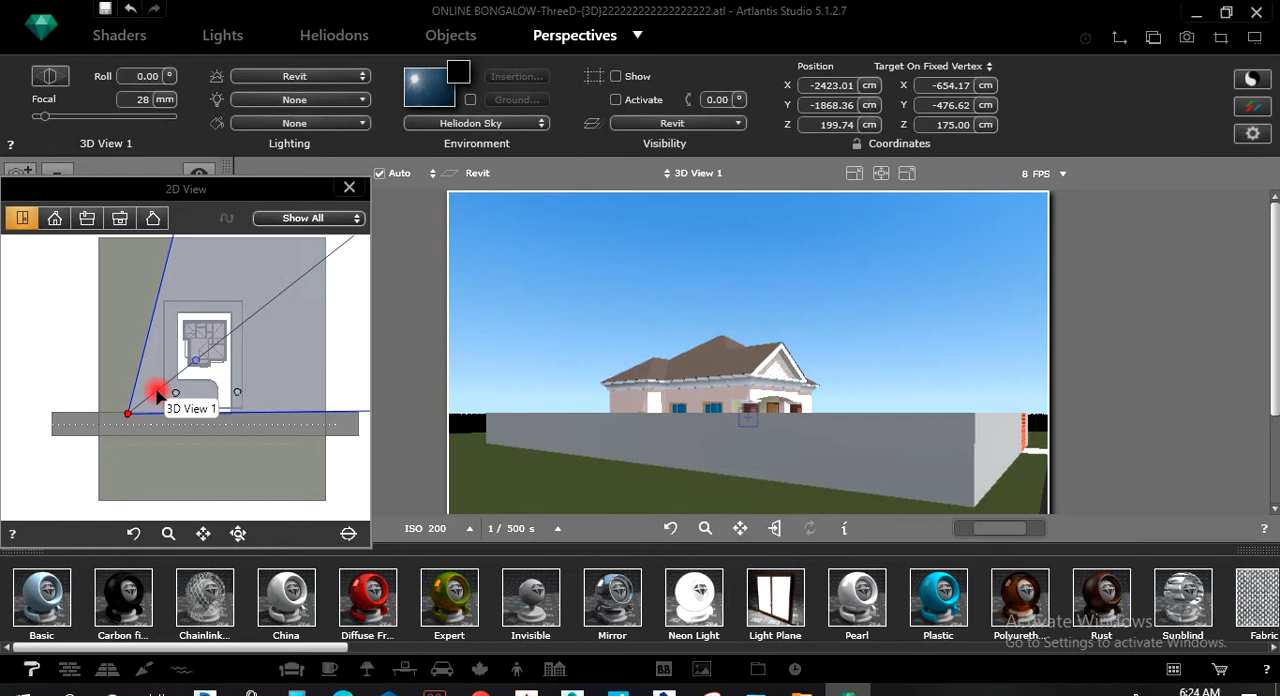 ONLINE BONGALOW-ThreeD-{3D}222222222222222222.atl - Artlantis Studio 5.1.2.7
Shaders Lights Heliodons Objects Perspectives
Roll 0.00 °
Focal 28 mm
3D View 1
Revit
None
None
Lighting
Insertion...
Ground...
Heliodon Sky
Environment
Show
Activate 0.00 °
Revit
Visibility
Position Target On Fixed Vertex
X -2423.01 cm X -654.17 cm
Y -1868.36 cm Y -476.62 cm
Z 199.74 cm Z 175.00 cm
Coordinates
?
2D View
Show All
Auto Revit 3D View 1 8 FPS
3D View 1
?
ISO 200 1 / 500 s i ?
Basic Carbon fi... Chainlink... China Diffuse Fr... Expert Invisible Mirror Neon Light Light Plane Pearl Plastic Polyureth... Rust Sunblind Fabric
Activate Windows
Go to Settings to activate Windows.
BB ?
6:24 AM